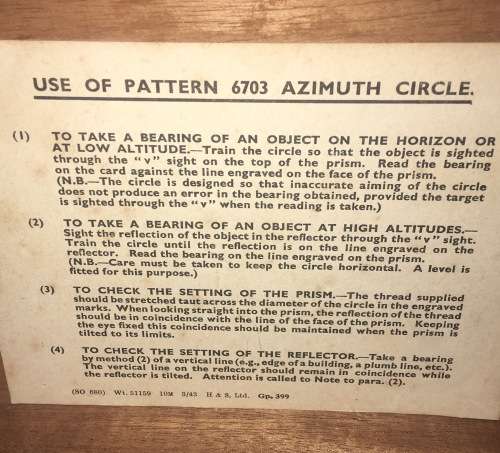 USE OF PATTERN 6703 AZIMUTH CIRCLE.
(1) TO TAKE A BEARING OF AN OBJECT ON THE HORIZON OR
AT LOW ALTITUDE.—Train the circle so that the object is sighted
through the "v" sight on the top of the prism. Read the bearing
on the card against the line engraved on the face of the prism.
(N.B.—The circle is designed so that inaccurate aiming of the circle
does not produce an error in the bearing obtained, provided the target
is sighted through the "v" when the reading is taken.)
(2) TO TAKE A BEARING OF AN OBJECT AT HIGH ALTITUDES.—
Sight the reflection of the object in the reflector through the "v" sight.
Train the circle until the reflection is on the line engraved on the
reflector. Read the bearing on the line engraved on the prism.
(N.B.—Care must be taken to keep the circle horizontal. A level is
fitted for this purpose.)
(3) TO CHECK THE SETTING OF THE PRISM.—The thread supplied
should be stretched taut across the diameter of the circle in the engraved
marks. When looking straight into the prism, the reflection of the thread
should be in coincidence with the line of the face of the prism. Keeping
the eye fixed this coincidence should be maintained when the prism is
tilted to its limits.
(4) TO CHECK THE SETTING OF THE REFLECTOR.—Take a bearing
by method (2) of a vertical line (e.g., edge of a building, a plumb line, etc.).
The vertical line on the reflector should remain in coincidence while
the reflector is tilted. Attention is called to Note to para. (2).
(SO 680) Wt. 51159 10M 5/43 H & S, Ltd. Gp. 399